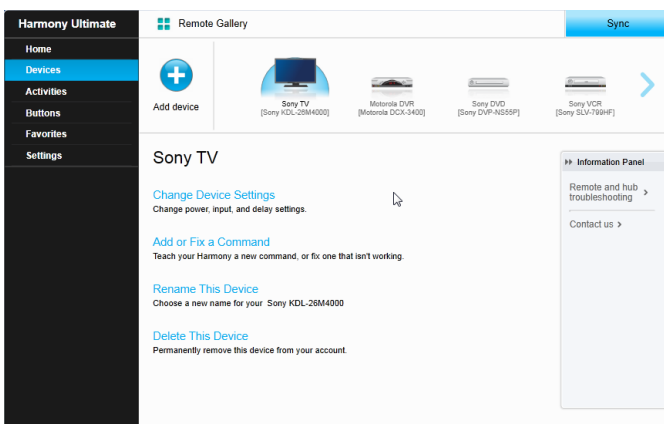 Harmony Ultimate
Remote Gallery
Sync
Home
Devices
Activities
Buttons
Favorites
Settings
Add device
Sony TV
[Sony KDL-26M4000]
Motorola DVR
[Motorola DCX-3400]
Sony DVD
[Sony DVP-NS55P]
Sony VCR
[Sony SLV-799HF]
Sony TV
Change Device Settings
Change power, input, and delay settings.
Add or Fix a Command
Teach your Harmony a new command, or fix one that isn't working.
Rename This Device
Choose a new name for your Sony KDL-26M4000
Delete This Device
Permanently remove this device from your account.
Information Panel
Remote and hub
troubleshooting
Contact us